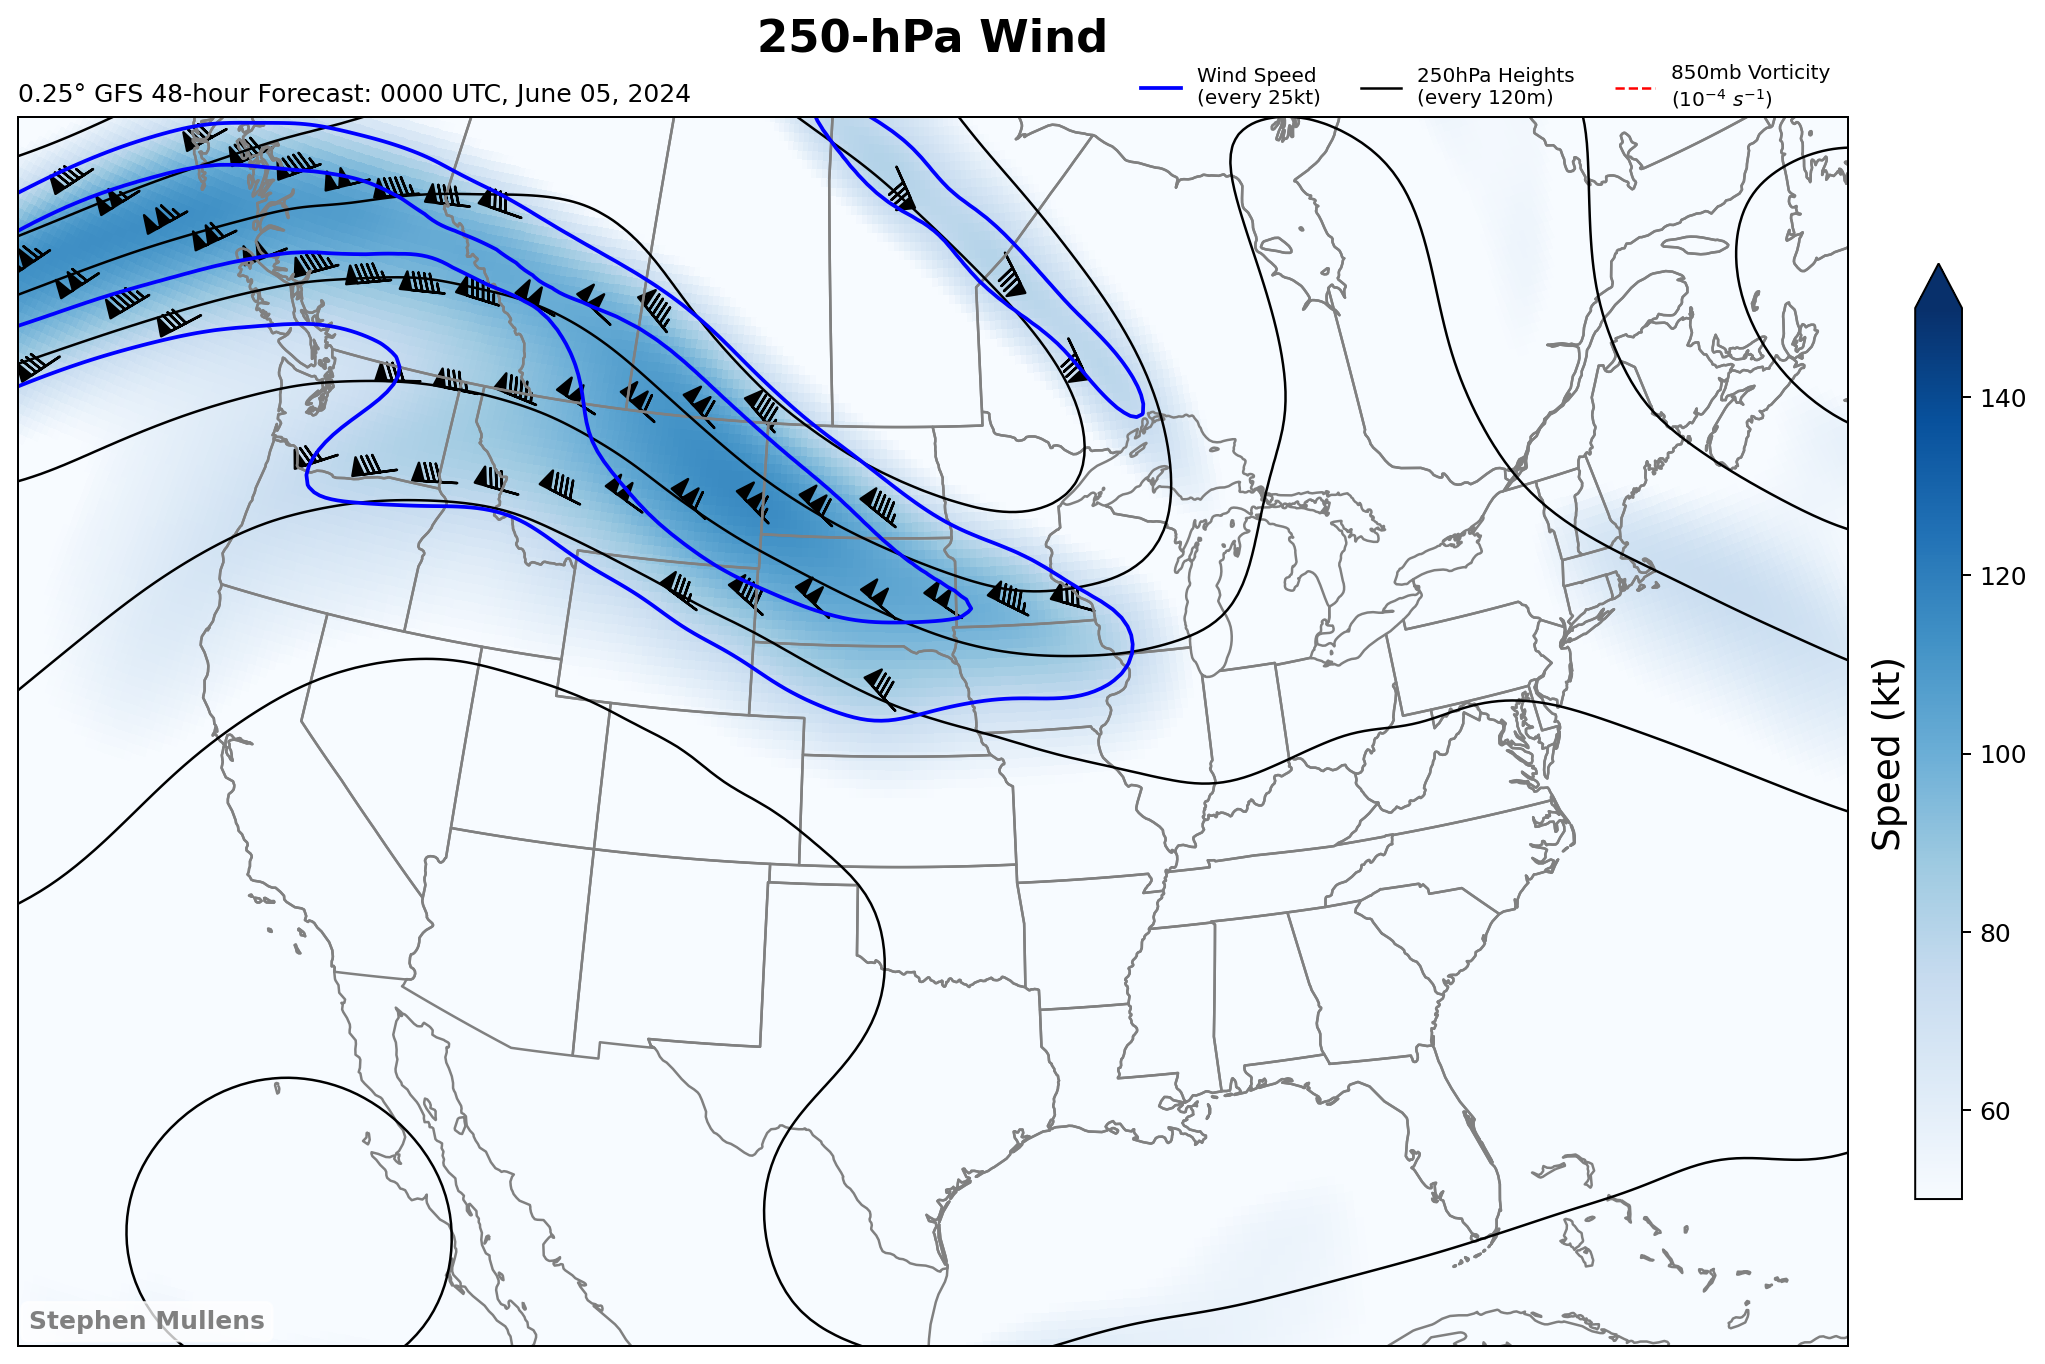 250-hPa Wind
0.25° GFS 48-hour Forecast: 0000 UTC, June 05, 2024
Wind Speed
(every 25kt)
250hPa Heights
(every 120m)
850mb Vorticity
(10⁻⁴ s⁻¹)
140
120
100
80
60
Speed (kt)
Stephen Mullens